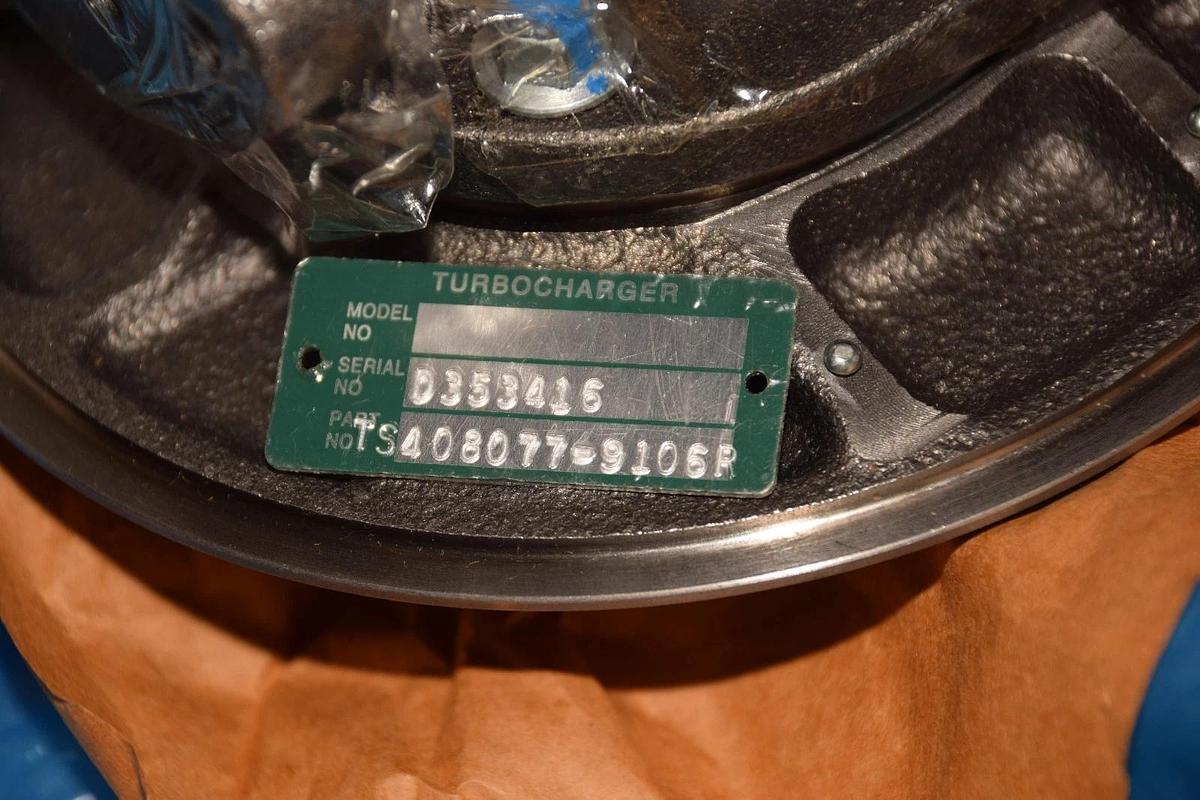 TURBOCHARGER
MODEL NO
SERIAL NO D353416
PART NO TS408077-9106R